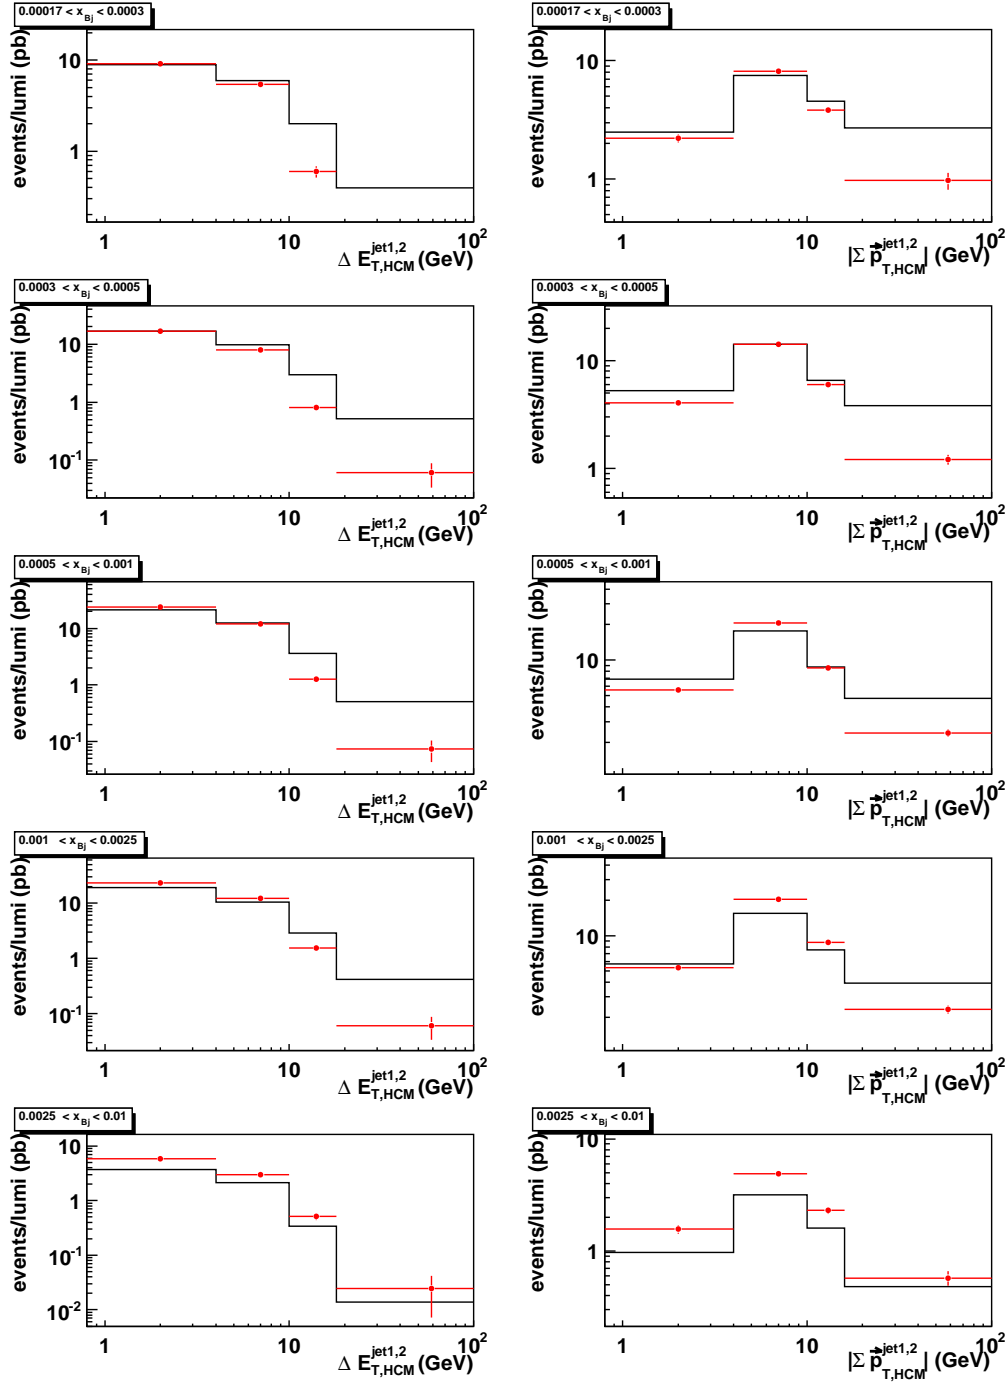 0.00017 < x_Bj < 0.0003
events/lumi (pb)
10
1
1 10 10^2
Δ E_T,HCM^jet1,2 (GeV)
0.00017 < x_Bj < 0.0003
events/lumi (pb)
10
1
1 10 10^2
|Σ p⃗_T,HCM^jet1,2| (GeV)
0.0003 < x_Bj < 0.0005
events/lumi (pb)
10
1
10^-1
1 10 10^2
Δ E_T,HCM^jet1,2 (GeV)
0.0003 < x_Bj < 0.0005
events/lumi (pb)
10
1
1 10 10^2
|Σ p⃗_T,HCM^jet1,2| (GeV)
0.0005 < x_Bj < 0.001
events/lumi (pb)
10
1
10^-1
1 10 10^2
Δ E_T,HCM^jet1,2 (GeV)
0.0005 < x_Bj < 0.001
events/lumi (pb)
10
1 10 10^2
|Σ p⃗_T,HCM^jet1,2| (GeV)
0.001 < x_Bj < 0.0025
events/lumi (pb)
10
1
10^-1
1 10 10^2
Δ E_T,HCM^jet1,2 (GeV)
0.001 < x_Bj < 0.0025
events/lumi (pb)
10
1 10 10^2
|Σ p⃗_T,HCM^jet1,2| (GeV)
0.0025 < x_Bj < 0.01
events/lumi (pb)
10
1
10^-1
10^-2
1 10 10^2
Δ E_T,HCM^jet1,2 (GeV)
0.0025 < x_Bj < 0.01
events/lumi (pb)
10
1
1 10 10^2
|Σ p⃗_T,HCM^jet1,2| (GeV)